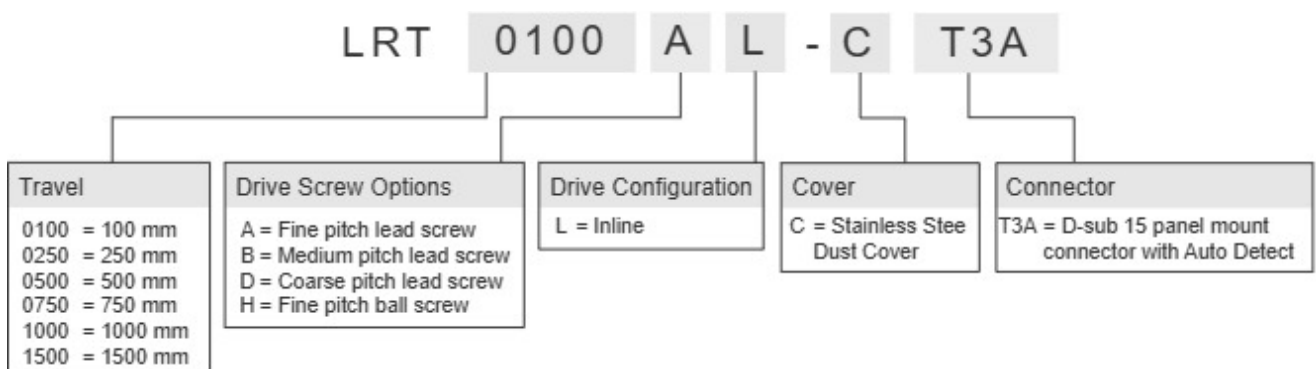 LRT 0100 A L - C T3A
Travel
0100 = 100 mm
0250 = 250 mm
0500 = 500 mm
0750 = 750 mm
1000 = 1000 mm
1500 = 1500 mm
Drive Screw Options
A = Fine pitch lead screw
B = Medium pitch lead screw
D = Coarse pitch lead screw
H = Fine pitch ball screw
Drive Configuration
L = Inline
Cover
C = Stainless Stee
Dust Cover
Connector
T3A = D-sub 15 panel mount
connector with Auto Detect